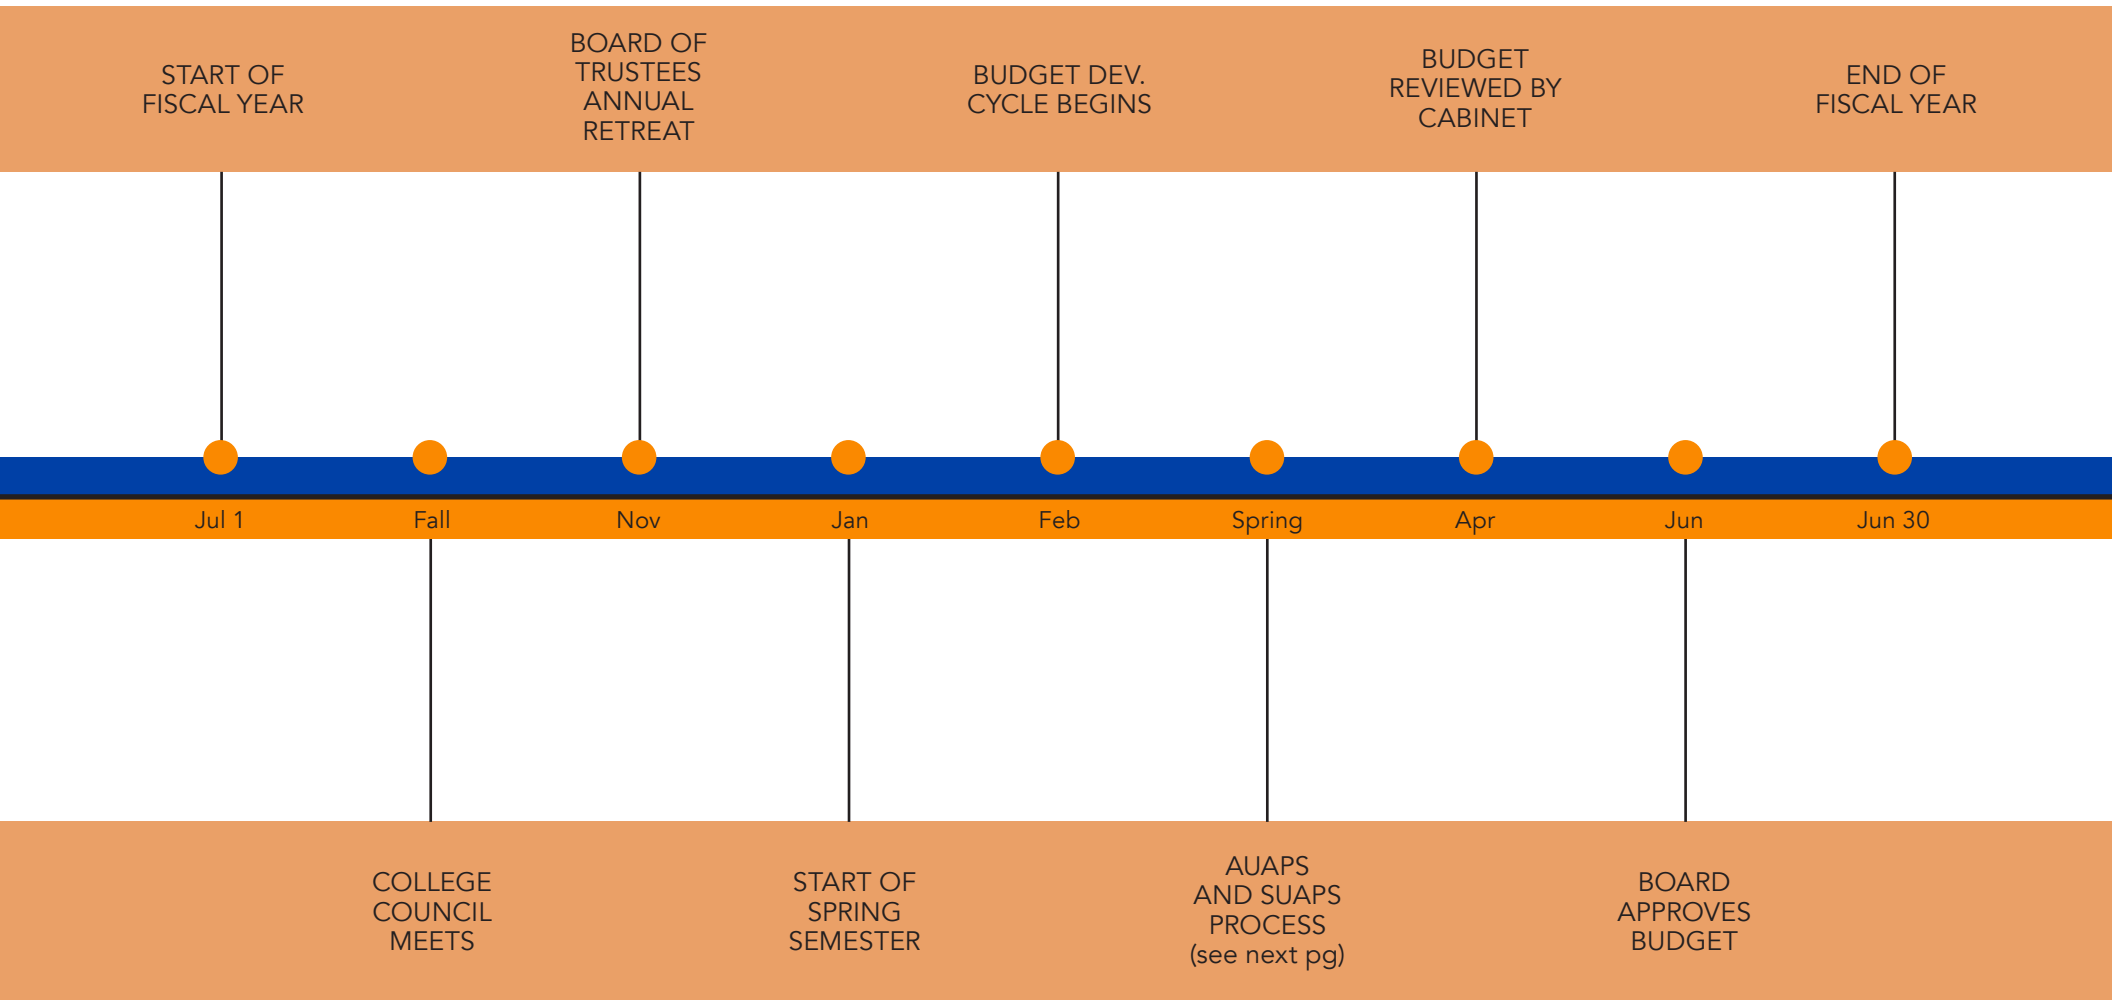 START OF
FISCAL YEAR
BOARD OF
TRUSTEES
ANNUAL
RETREAT
BUDGET DEV.
CYCLE BEGINS
BUDGET
REVIEWED BY
CABINET
END OF
FISCAL YEAR
Jul 1
Fall
Nov
Jan
Feb
Spring
Apr
Jun
Jun 30
COLLEGE
COUNCIL
MEETS
START OF
SPRING
SEMESTER
AUAPS
AND SUAPS
PROCESS
(see next pg)
BOARD
APPROVES
BUDGET